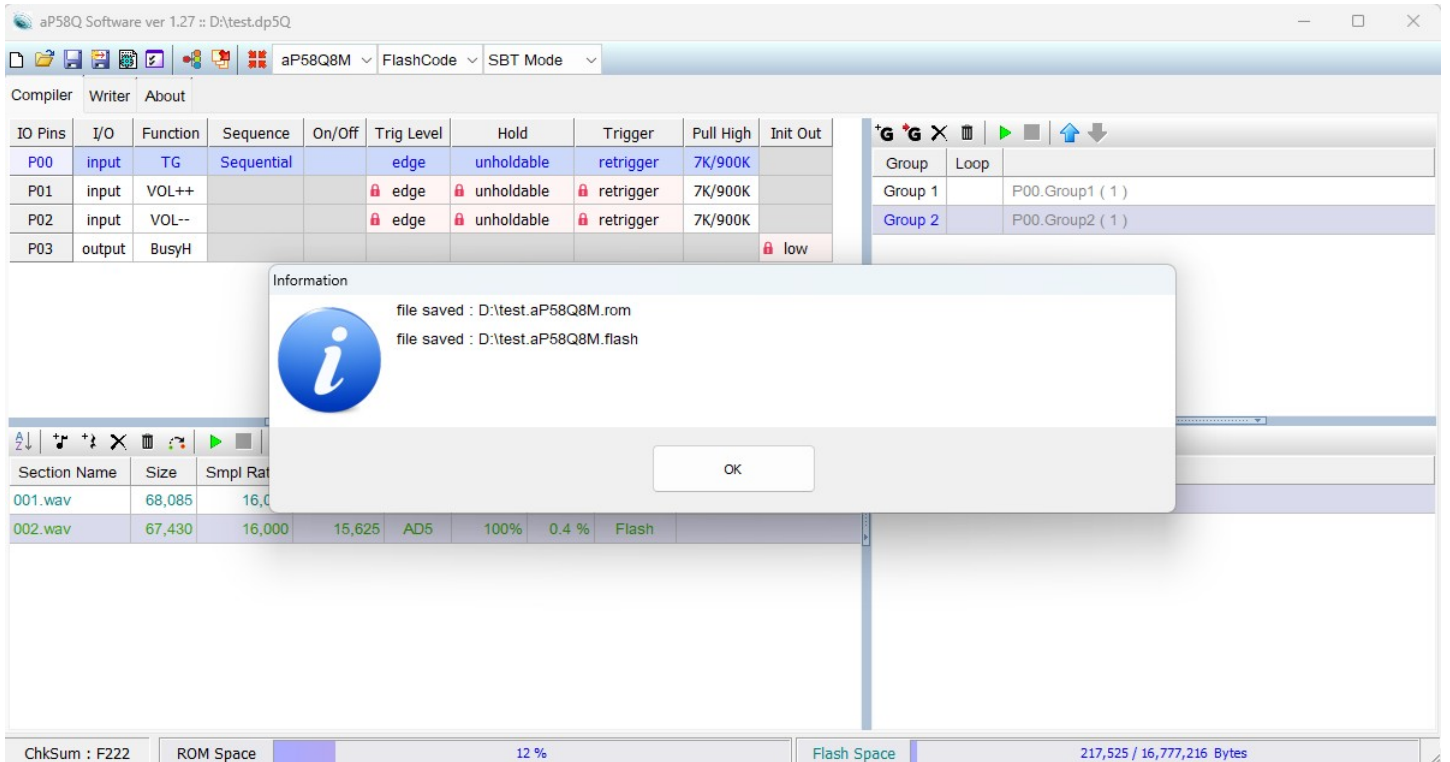 aP58Q Software ver 1.27 :: D:\test.dp5Q
aP58Q8M FlashCode SBT Mode
Compiler Writer About
IO Pins I/O Function Sequence On/Off Trig Level Hold Trigger Pull High Init Out
P00 input TG Sequential edge unholdable retrigger 7K/900K
P01 input VOL++ edge unholdable retrigger 7K/900K
P02 input VOL-- edge unholdable retrigger 7K/900K
P03 output BusyH low
+G +G
Group Loop
Group 1 P00.Group1 ( 1 )
Group 2 P00.Group2 ( 1 )
Information
file saved : D:\test.aP58Q8M.rom
file saved : D:\test.aP58Q8M.flash
OK
Section Name Size Smpl Rat
001.wav 68,085 16,0
002.wav 67,430 16,000 15,625 AD5 100% 0.4 % Flash
ChkSum : F222 ROM Space 12 % Flash Space 217,525 / 16,777,216 Bytes